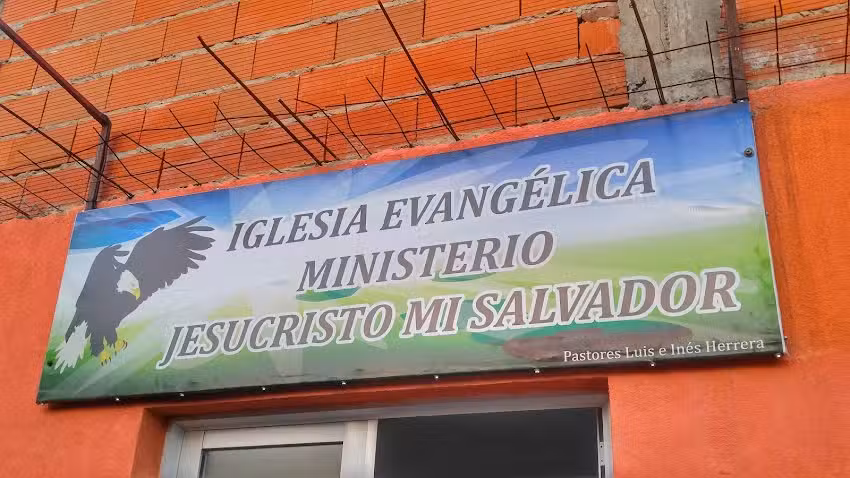 IGLESIA EVANGÉLICA
MINISTERIO
JESUCRISTO MI SALVADOR
Pastores Luis e Inés Herrera